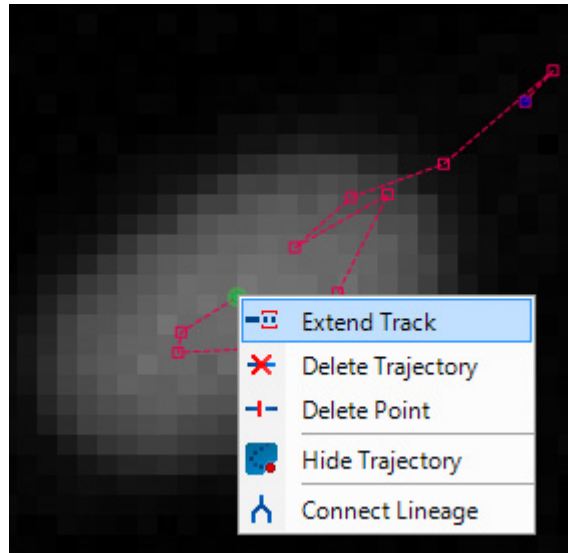 Extend Track
Delete Trajectory
Delete Point
Hide Trajectory
Connect Lineage